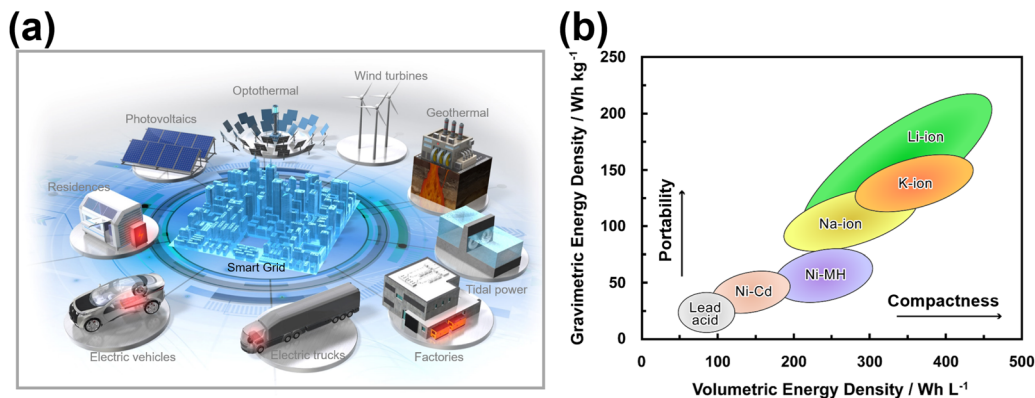 (a)
Wind turbines
Optothermal
Geothermal
Photovoltaics
Residences
Smart Grid
Tidal power
Electric vehicles
Electric trucks
Factories
(b)
Gravimetric Energy Density / Wh kg⁻¹
250
200
150
100
50
0
Portability
Li-ion
K-ion
Na-ion
Ni-MH
Ni-Cd
Lead
acid
Compactness
0
100
200
300
400
500
Volumetric Energy Density / Wh L⁻¹